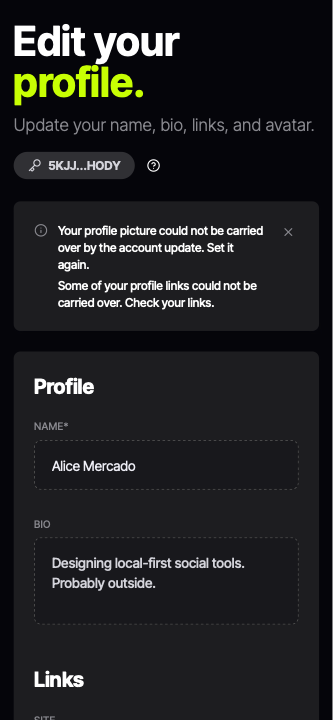 Edit your
profile.
Update your name, bio, links, and avatar.
5KJJ...HODY
Your profile picture could not be carried
over by the account update. Set it
again.
Some of your profile links could not be
carried over. Check your links.
Profile
NAME*
Alice Mercado
BIO
Designing local-first social tools.
Probably outside.
Links
SITE